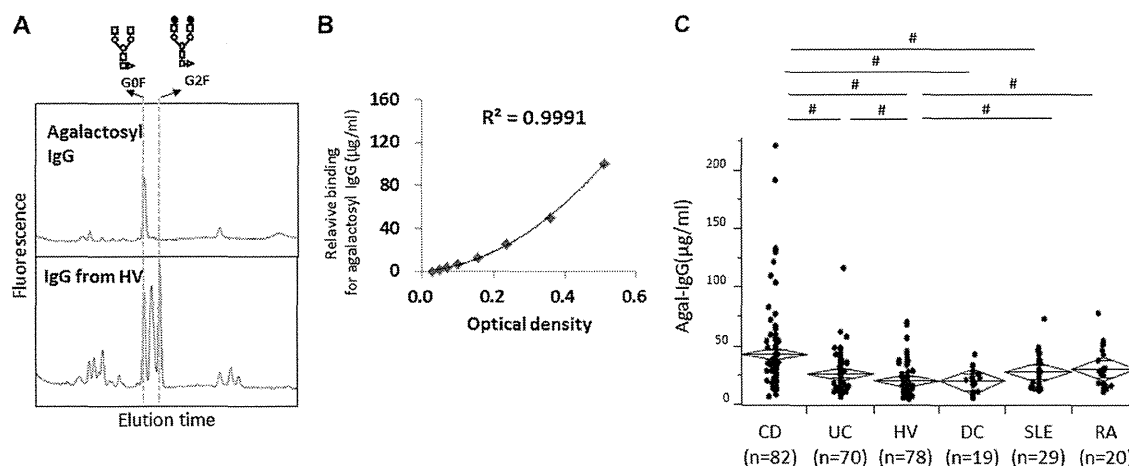 A
G0F
G2F
Agalactosyl
IgG
IgG from HV
Fluorescence
Elution time
B
R² = 0.9991
Relavive binding
for agalactosyl IgG (µg/ml)
160
120
80
40
0
0.0 0.2 0.4 0.6
Optical density
C
#
#
# #
# # #
Agal-IgG(µg/ml)
200
150
100
50
0
CD UC HV DC SLE RA
(n=82) (n=70) (n=78) (n=19) (n=29) (n=20)